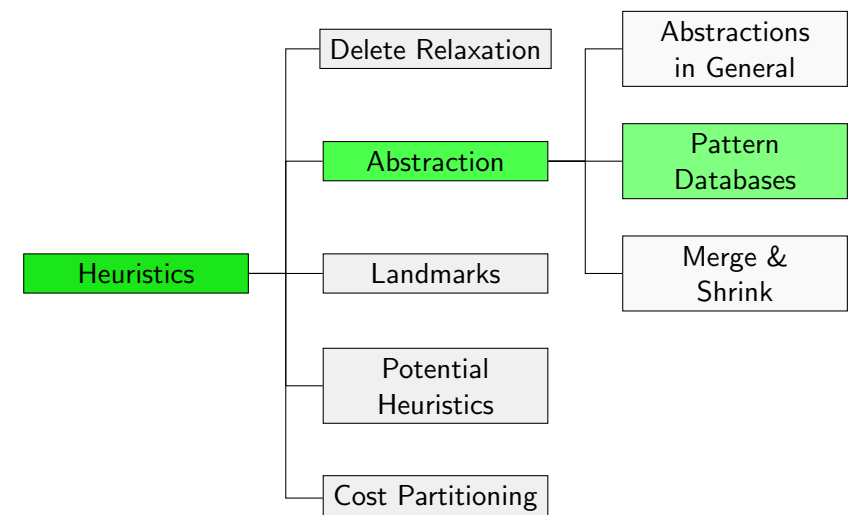 Heuristics
Delete Relaxation
Abstraction
Landmarks
Potential
Heuristics
Cost Partitioning
Abstractions
in General
Pattern
Databases
Merge &
Shrink